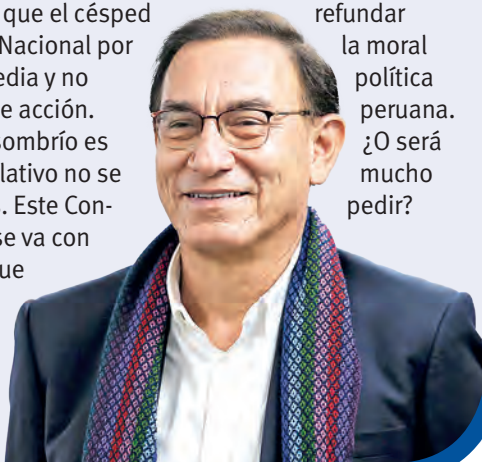 que el césped
Nacional por
edia y no
e acción.
sombrío es
lativo no se
. Este Con-
se va con
ue
refundar
la moral
política
peruana.
¿O será
mucho
pedir?